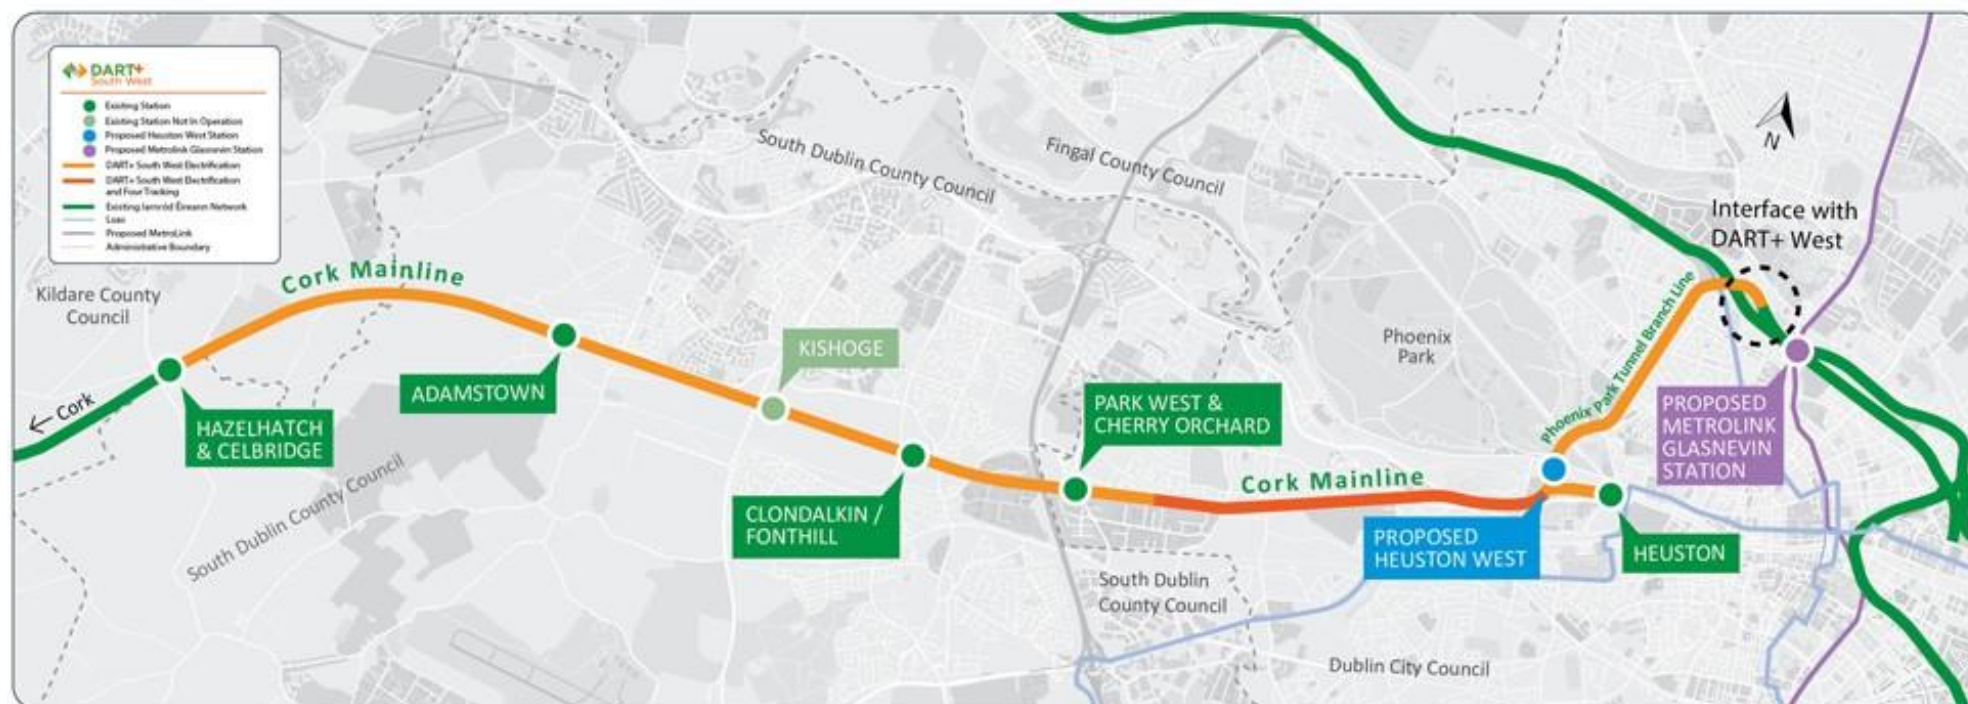 DART+
South West
Existing Station
Existing Station Not In Operation
Proposed Heuston West Station
Proposed Metrolink Glasnevin Station
DART+ South West Electrification
DART+ South West Electrification
and Four Tracking
Existing Iarnród Éireann Network
Luas
Proposed MetroLink
Administrative Boundary
South Dublin County Council
Fingal County Council
N
Interface with
DART+ West
Kildare County
Council
Cork Mainline
Phoenix
Park
Phoenix Park Tunnel Branch Line
KISHOGE
← Cork
HAZELHATCH
& CELBRIDGE
ADAMSTOWN
PARK WEST &
CHERRY ORCHARD
PROPOSED
METROLINK
GLASNEVIN
STATION
South Dublin County Council
CLONDALKIN /
FONTHILL
Cork Mainline
PROPOSED
HEUSTON WEST
HEUSTON
South Dublin
County Council
Dublin City Council